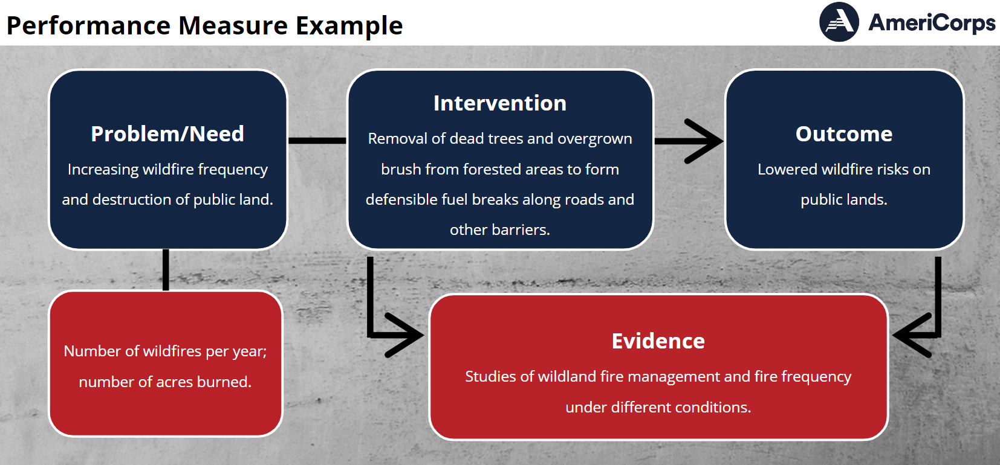 Performance Measure Example
AmeriCorps
Problem/Need
Increasing wildfire frequency
and destruction of public land.
Intervention
Removal of dead trees and overgrown
brush from forested areas to form
defensible fuel breaks along roads and
other barriers.
Outcome
Lowered wildfire risks on
public lands.
Number of wildfires per year;
number of acres burned.
Evidence
Studies of wildland fire management and fire frequency
under different conditions.